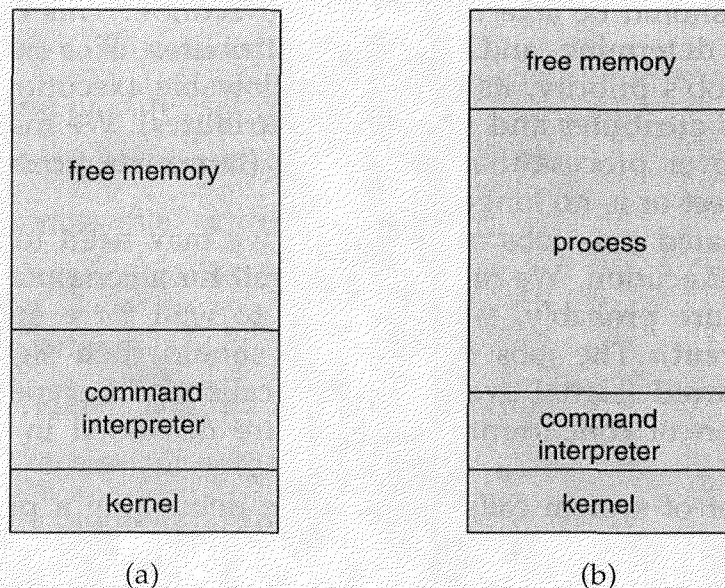 free memory
command
interpreter
kernel
(a)
free memory
process
command
interpreter
kernel
(b)